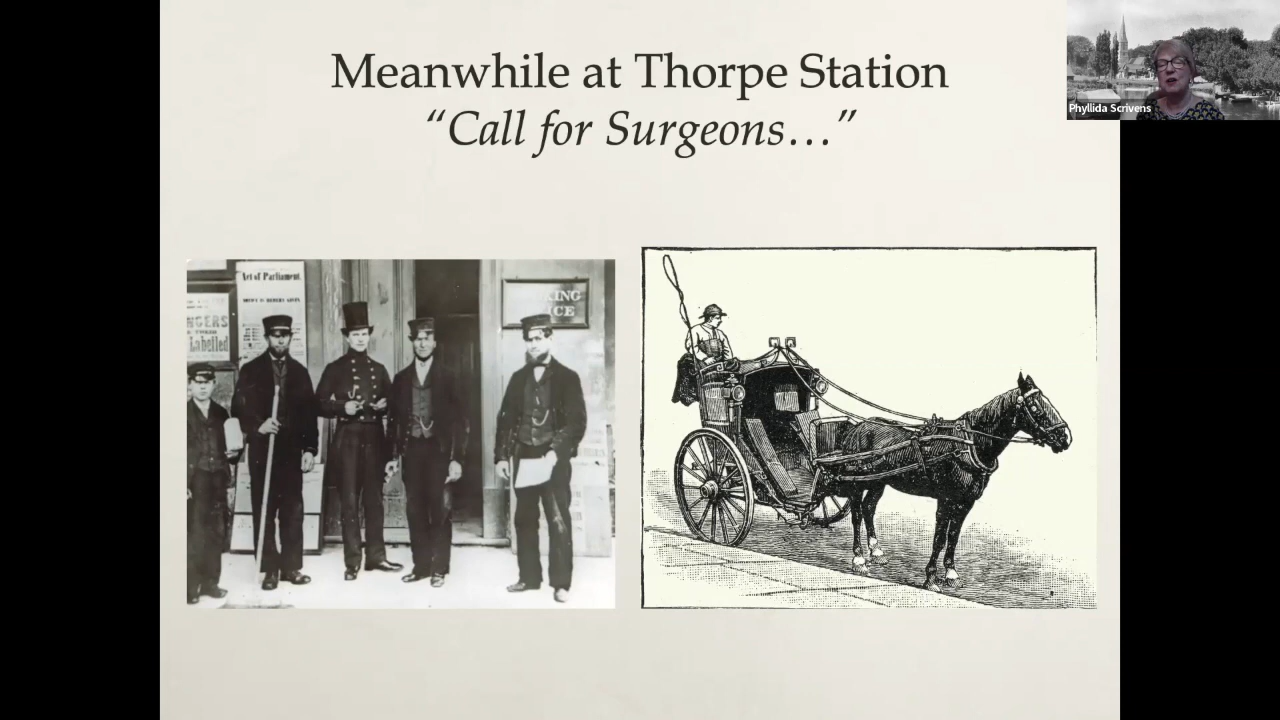 Meanwhile at Thorpe Station
“Call for Surgeons…”
Phyllida Scrivens
Act of Parliament.
NGERS
Labelled
KING
ICE